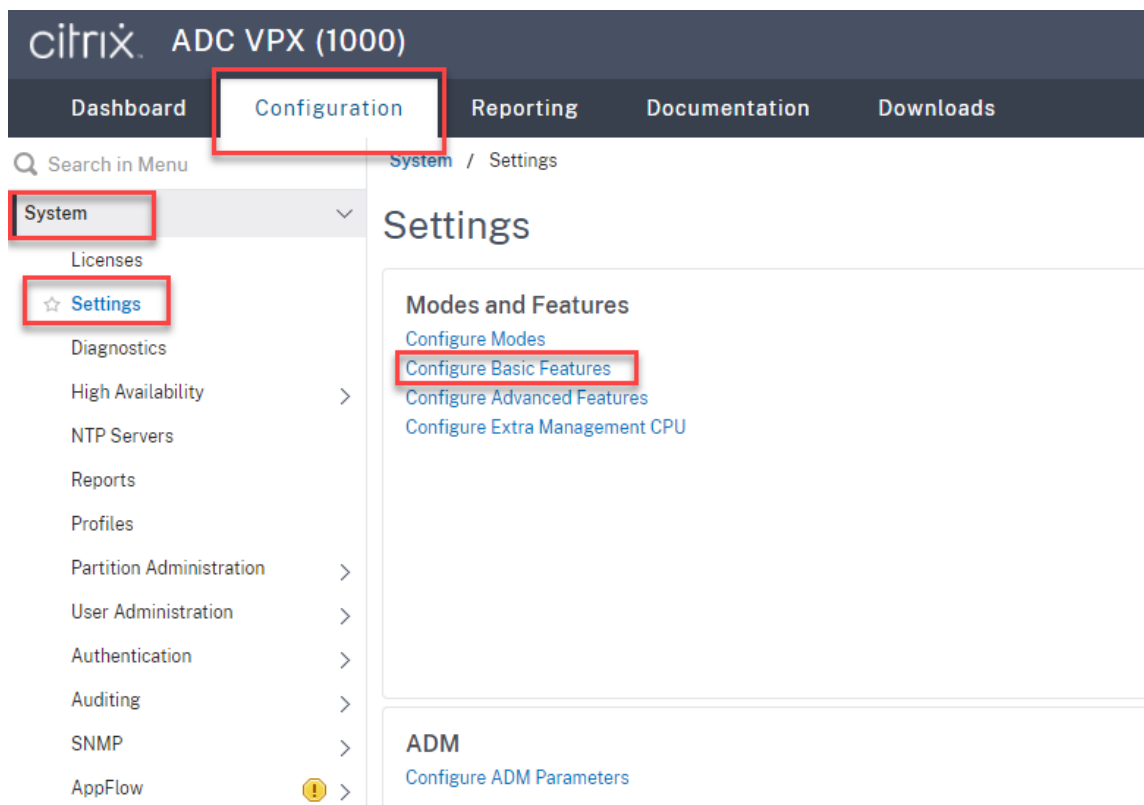 citrix. ADC VPX (1000)
Dashboard Configuration Reporting Documentation Downloads
Search in Menu
System
Licenses
Settings
Diagnostics
High Availability
NTP Servers
Reports
Profiles
Partition Administration
User Administration
Authentication
Auditing
SNMP
AppFlow
System / Settings
Settings
Modes and Features
Configure Modes
Configure Basic Features
Configure Advanced Features
Configure Extra Management CPU
ADM
Configure ADM Parameters